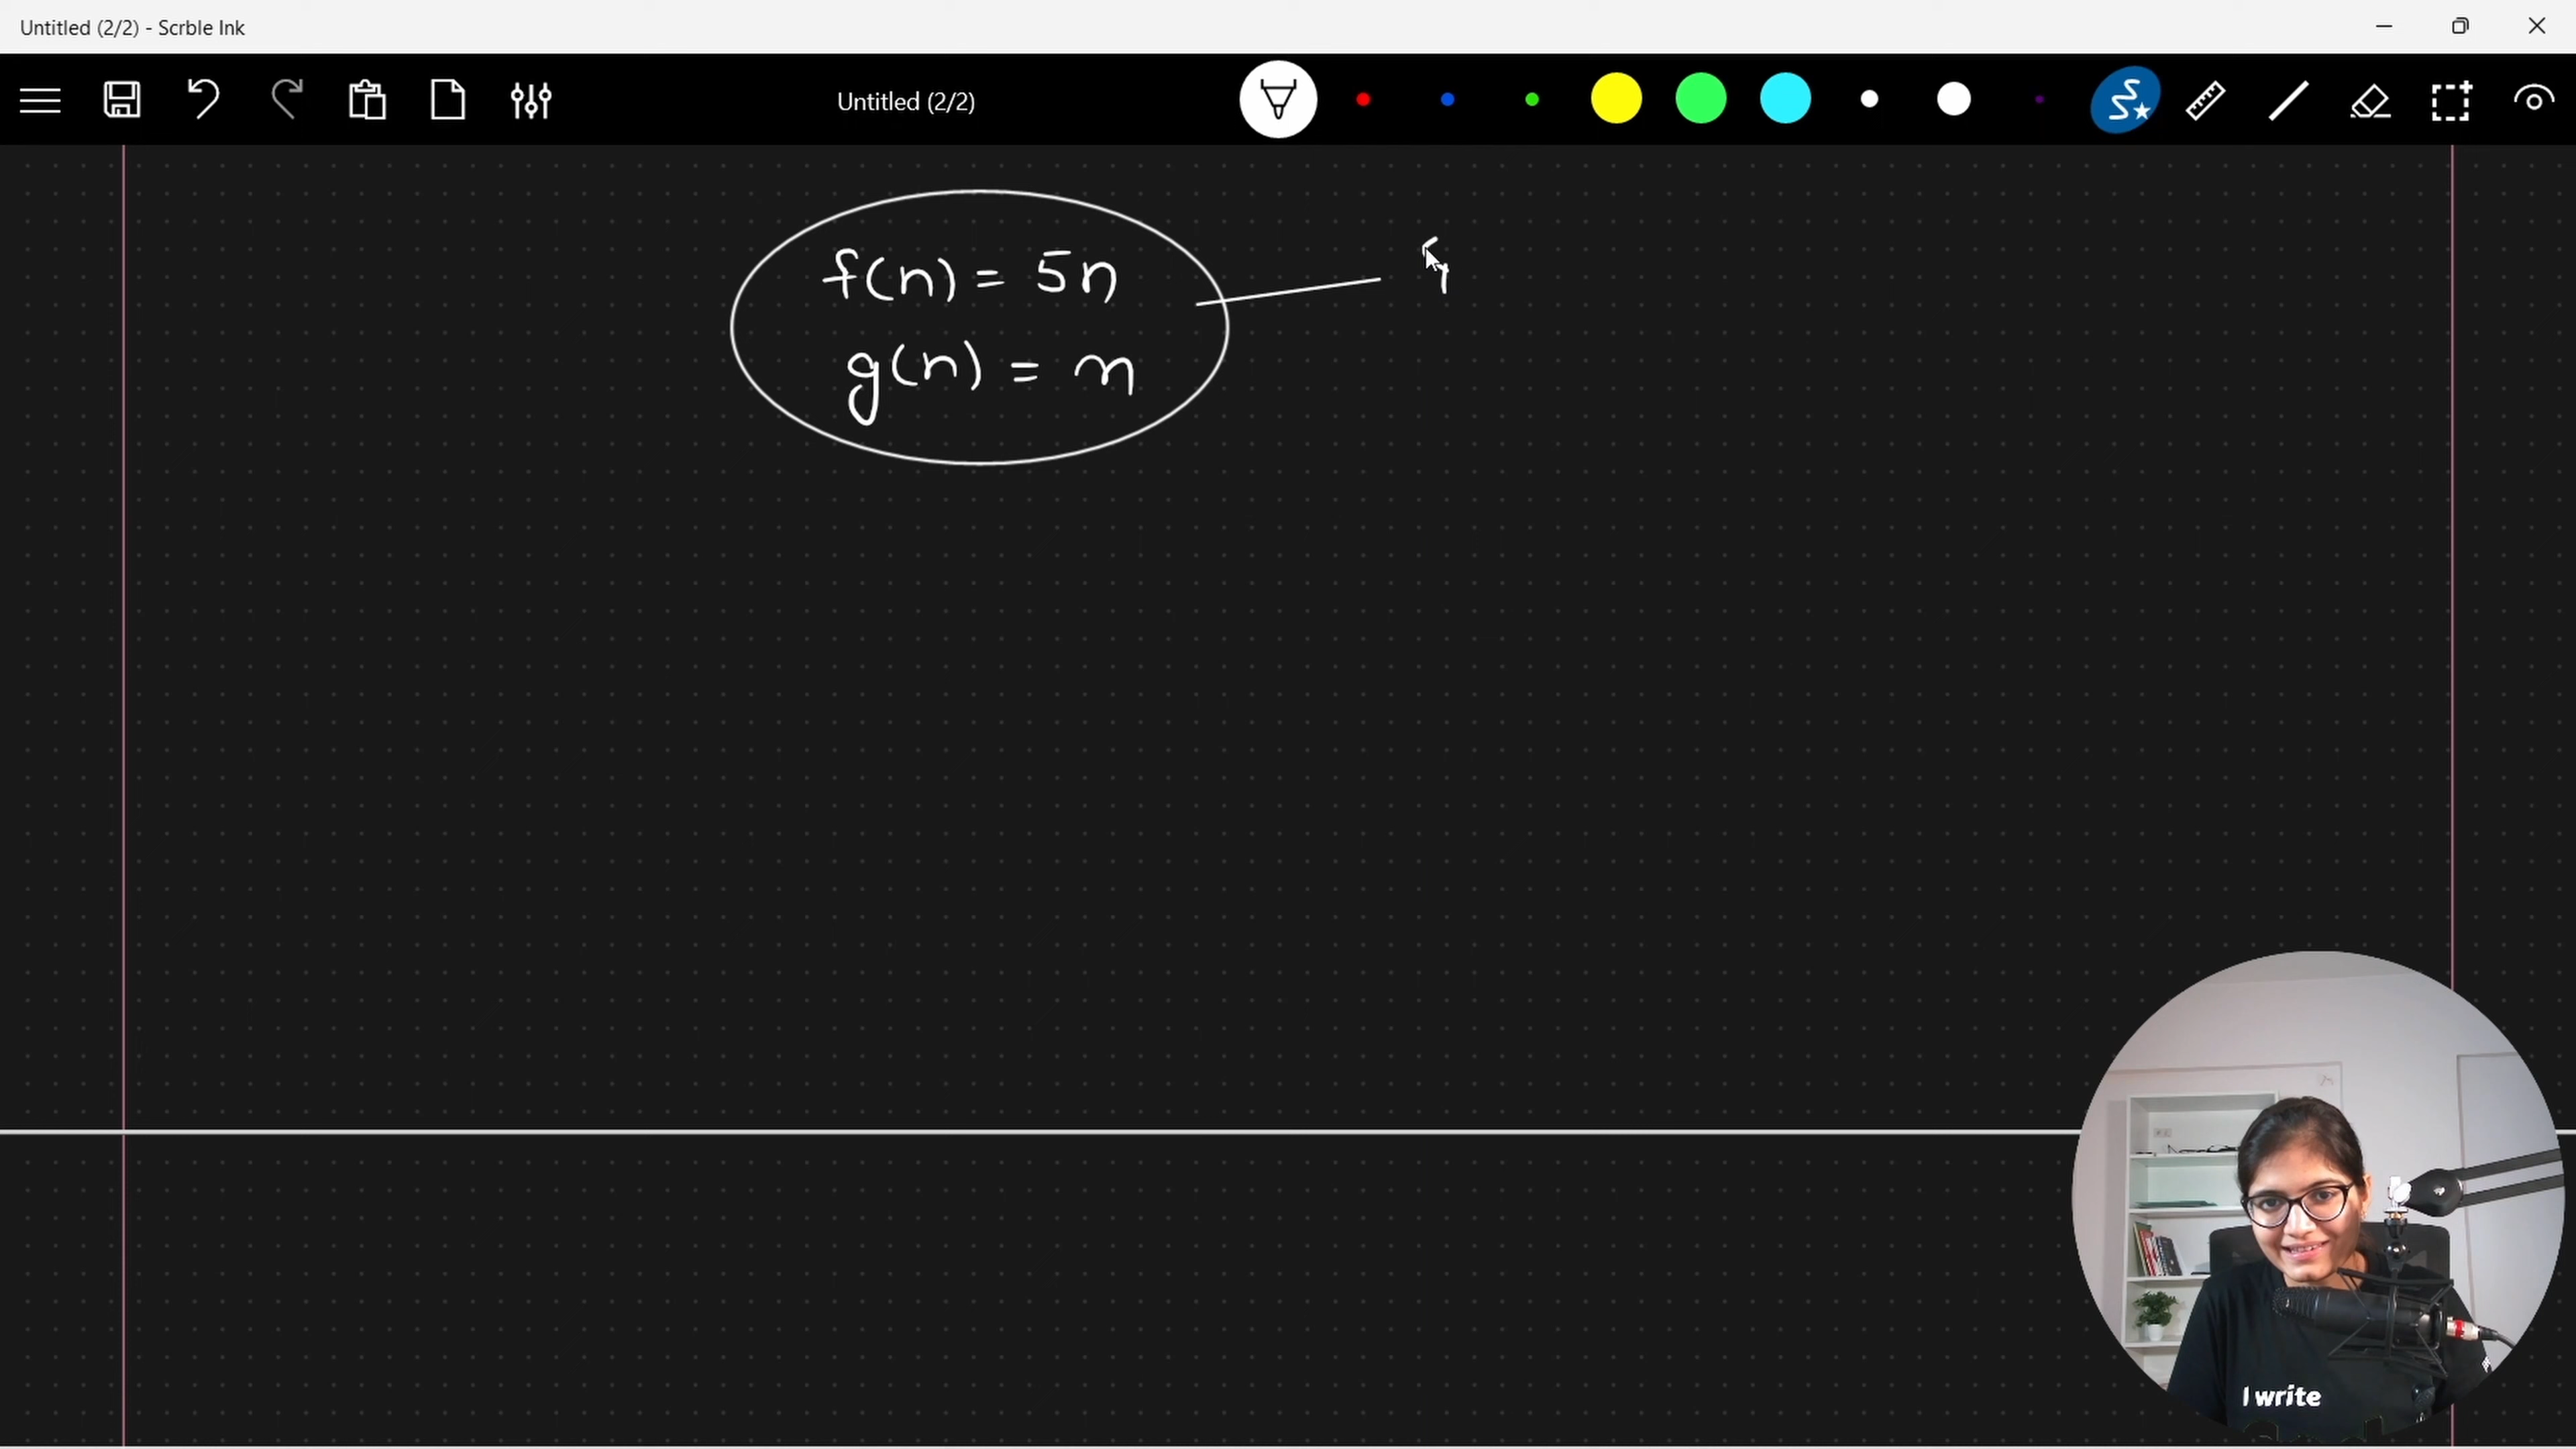 Untitled (2/2) - Scrble Ink
Untitled (2/2)
f(n) = 5n
g(n) = n
I write